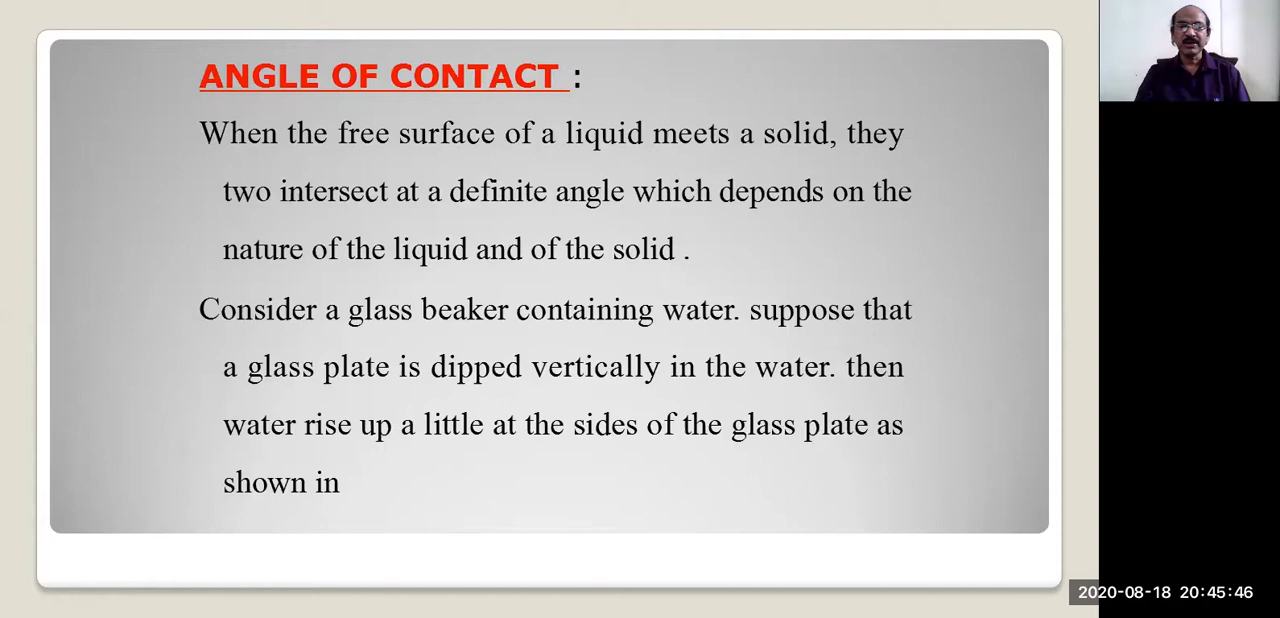 ANGLE OF CONTACT :
When the free surface of a liquid meets a solid, they
two intersect at a definite angle which depends on the
nature of the liquid and of the solid .
Consider a glass beaker containing water. suppose that
a glass plate is dipped vertically in the water. then
water rise up a little at the sides of the glass plate as
shown in
2020-08-18 20:45:46